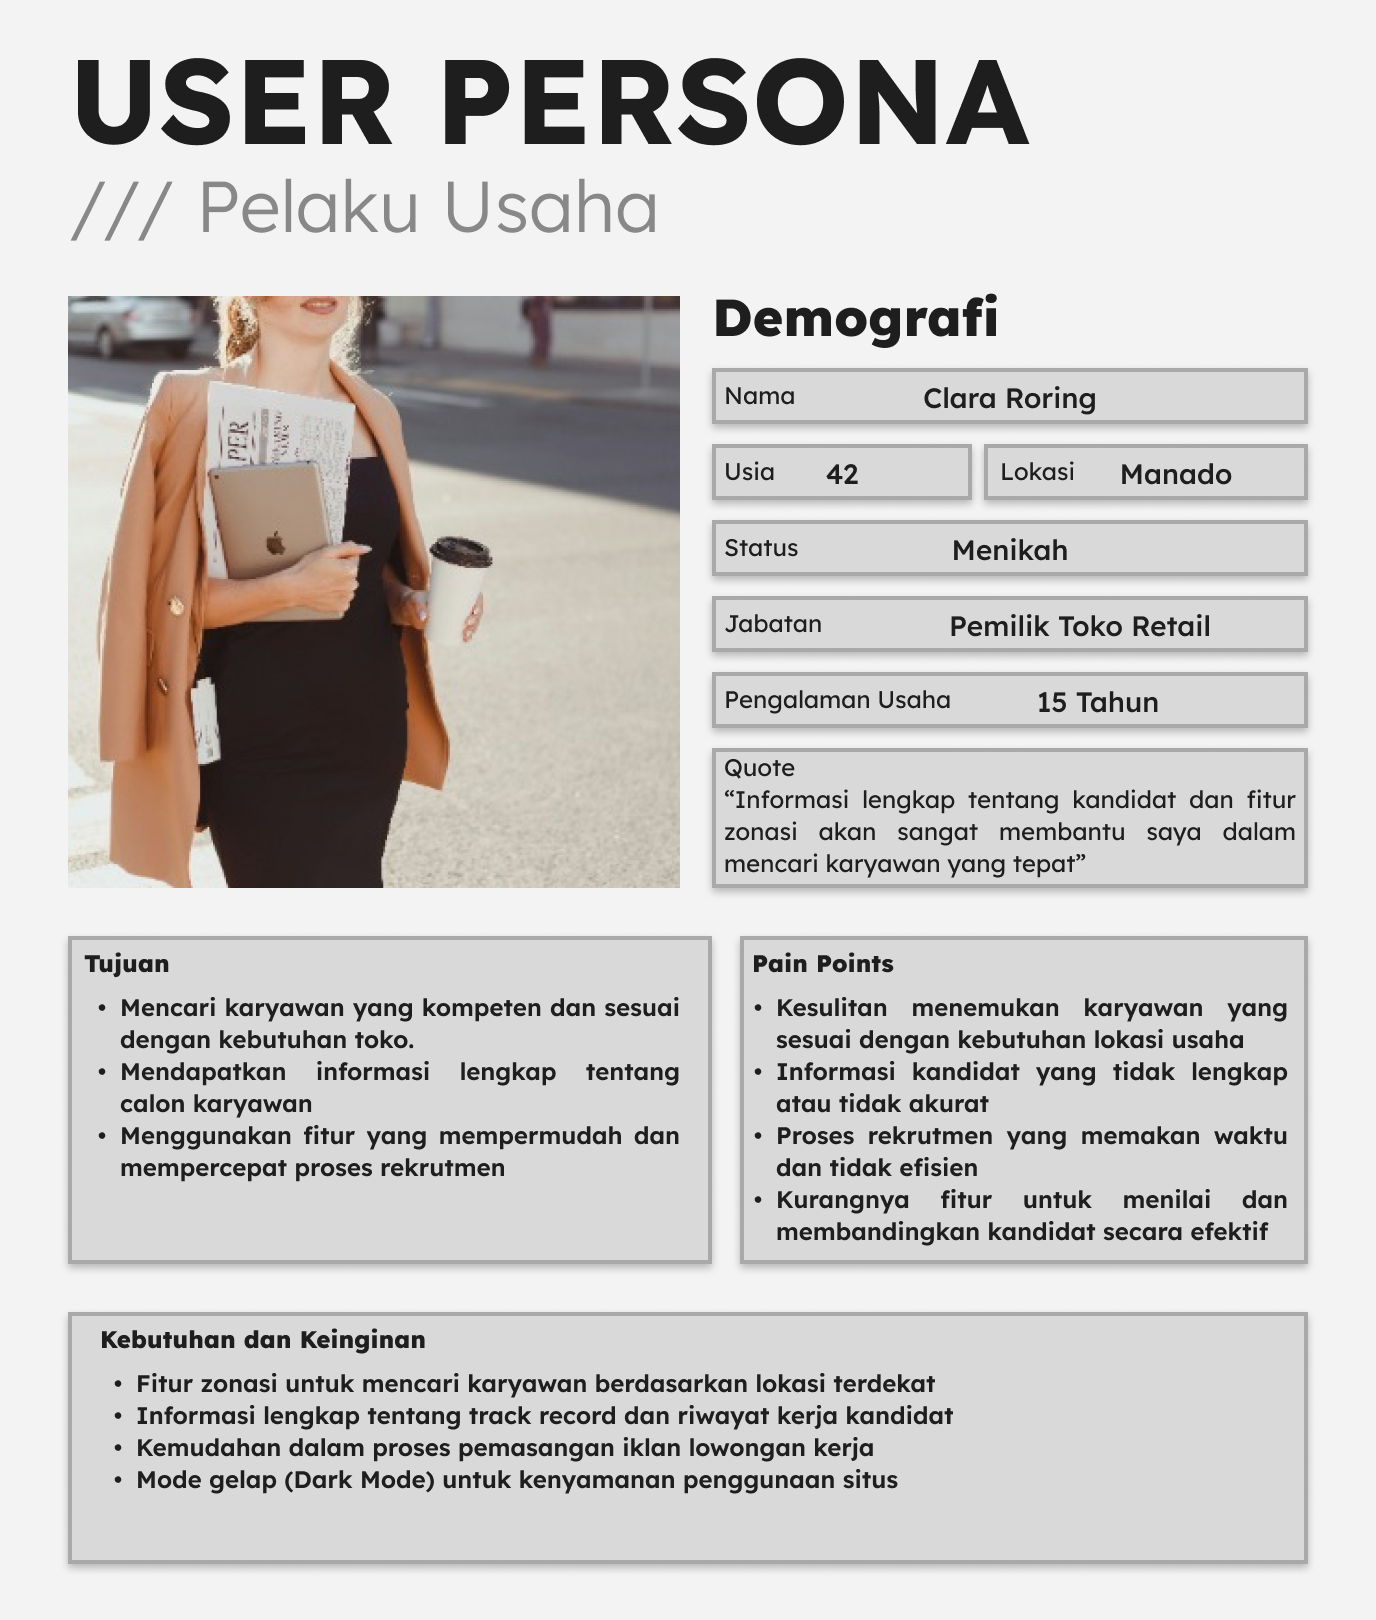 USER PERSONA
/// Pelaku Usaha
PER
Demografi
Nama Clara Roring
Usia 42 Lokasi Manado
Status Menikah
Jabatan Pemilik Toko Retail
Pengalaman Usaha 15 Tahun
Quote
“Informasi lengkap tentang kandidat dan fitur
zonasi akan sangat membantu saya dalam
mencari karyawan yang tepat”
Tujuan
• Mencari karyawan yang kompeten dan sesuai
dengan kebutuhan toko.
• Mendapatkan informasi lengkap tentang
calon karyawan
• Menggunakan fitur yang mempermudah dan
mempercepat proses rekrutmen
Pain Points
• Kesulitan menemukan karyawan yang
sesuai dengan kebutuhan lokasi usaha
• Informasi kandidat yang tidak lengkap
atau tidak akurat
• Proses rekrutmen yang memakan waktu
dan tidak efisien
• Kurangnya fitur untuk menilai dan
membandingkan kandidat secara efektif
Kebutuhan dan Keinginan
• Fitur zonasi untuk mencari karyawan berdasarkan lokasi terdekat
• Informasi lengkap tentang track record dan riwayat kerja kandidat
• Kemudahan dalam proses pemasangan iklan lowongan kerja
• Mode gelap (Dark Mode) untuk kenyamanan penggunaan situs